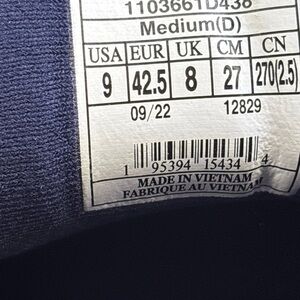 1103661D438
Medium(D)
USA EUR UK CM CN
9 42.5 8 27 270(2.5)
09/22 12829
1 95394 15434 4
MADE IN VIETNAM
FABRIQUE AU VIETNAM